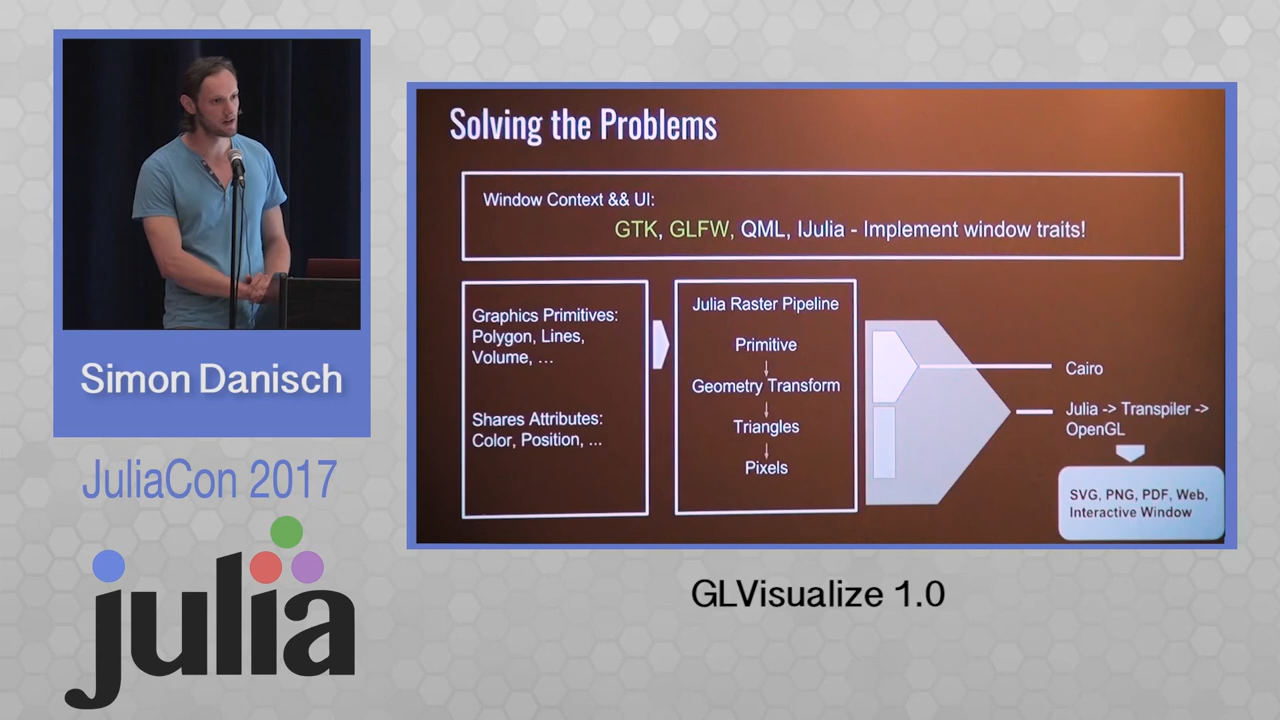 Simon Danisch
JuliaCon 2017
julia
Solving the Problems
Window Context && UI:
GTK, GLFW, QML, IJulia - Implement window traits!
Graphics Primitives:
Polygon, Lines,
Volume, …
Shares Attributes:
Color, Position, ...
Julia Raster Pipeline
Primitive
Geometry Transform
Triangles
Pixels
Cairo
Julia -> Transpiler ->
OpenGL
SVG, PNG, PDF, Web,
Interactive Window
GLVisualize 1.0